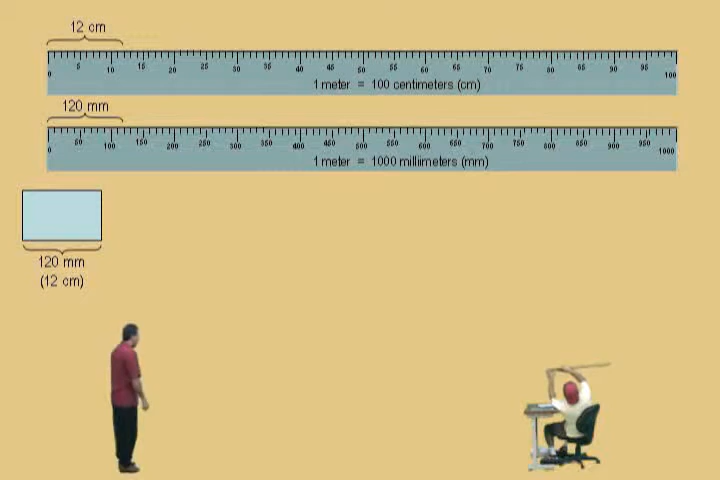 12 cm
0 5 10 15 20 25 30 35 40 45 50 55 60 65 70 75 80 85 90 95 100
1 meter = 100 centimeters (cm)
120 mm
0 50 100 150 200 250 300 350 400 450 500 550 600 650 700 750 800 850 900 950 1000
1 meter = 1000 milliimeters (mm)
120 mm
(12 cm)